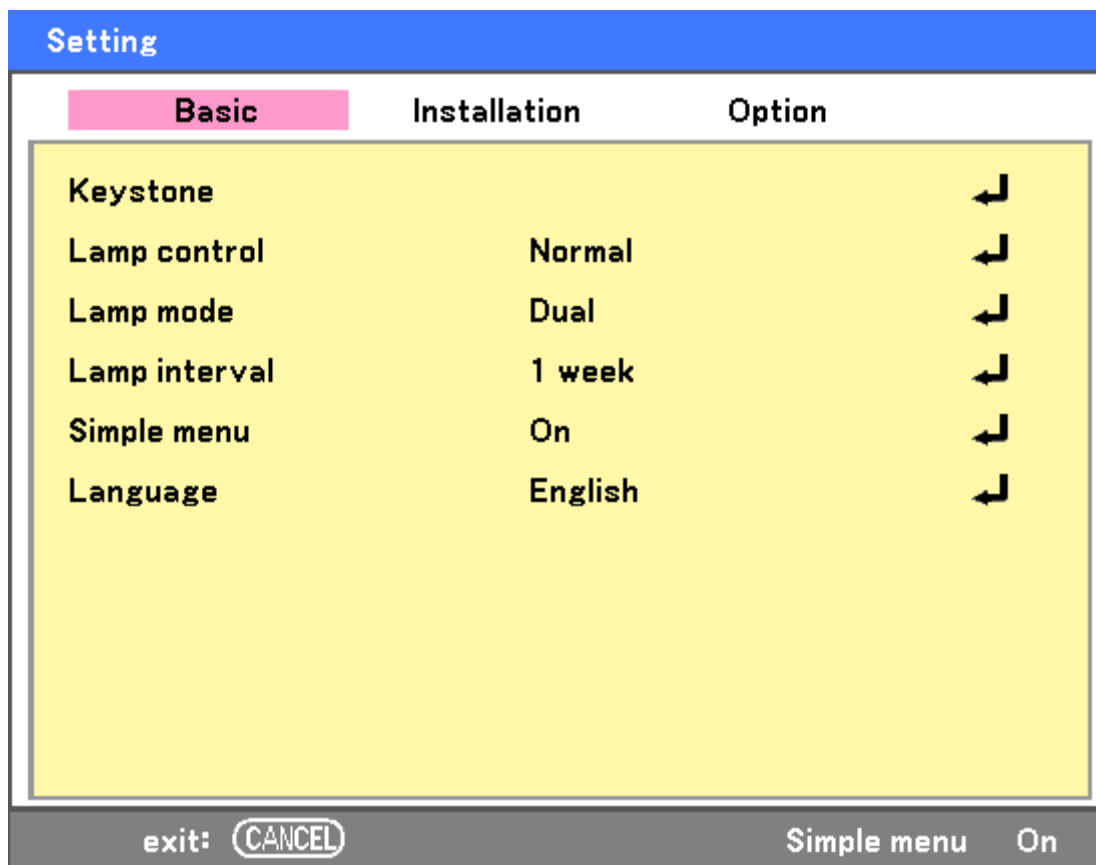 Setting
Basic Installation Option
Keystone
Lamp control Normal
Lamp mode Dual
Lamp interval 1 week
Simple menu On
Language English
exit: CANCEL Simple menu On